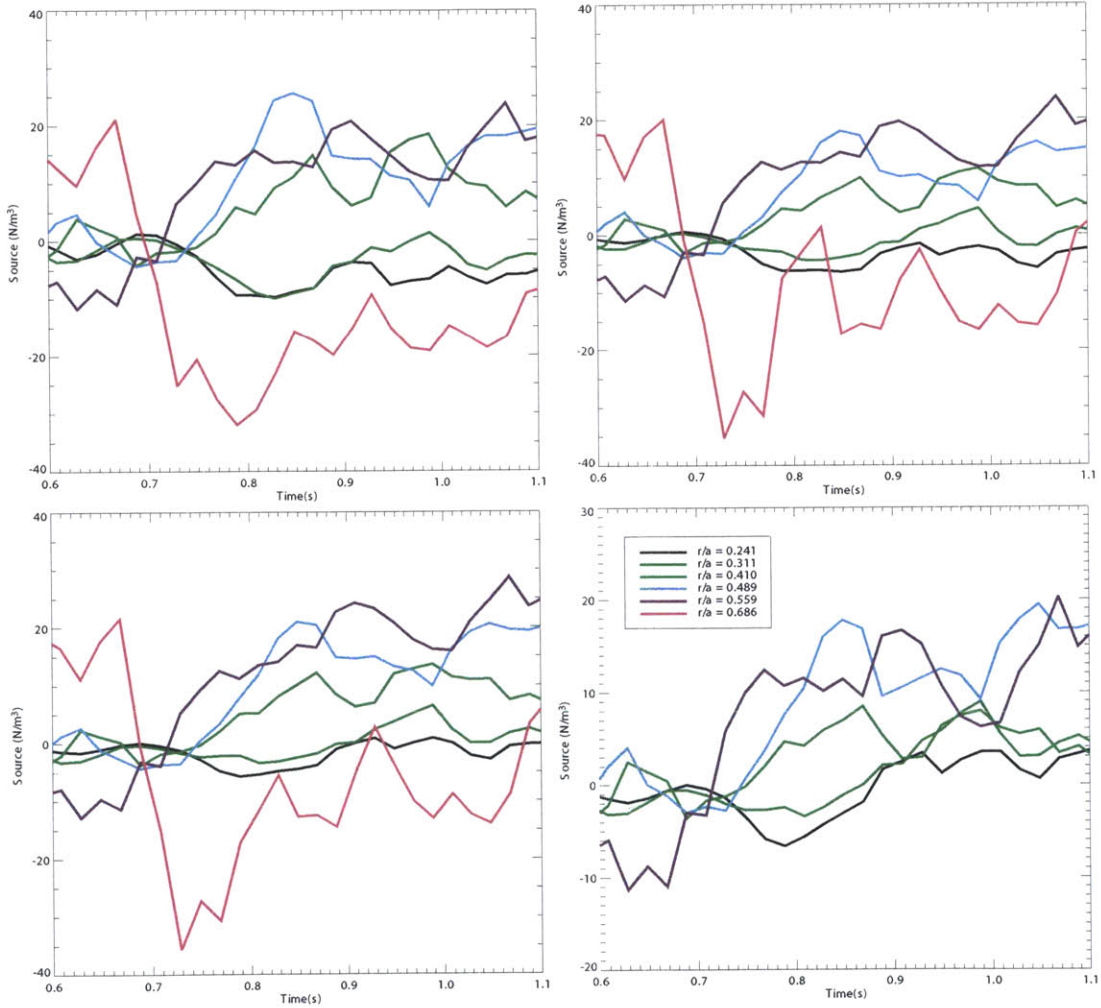 40
20
0
-20
-40
Source (N/m³)
0.6 0.7 0.8 0.9 1.0 1.1
Time(s)
40
20
0
-20
-40
Source (N/m³)
0.6 0.7 0.8 0.9 1.0 1.1
Time(s)
40
20
0
-20
-40
Source (N/m³)
0.6 0.7 0.8 0.9 1.0 1.1
Time(s)
30
20
10
0
-10
-20
Source (N/m³)
r/a = 0.241
r/a = 0.311
r/a = 0.410
r/a = 0.489
r/a = 0.559
r/a = 0.686
0.6 0.7 0.8 0.9 1.0 1.1
Time(s)